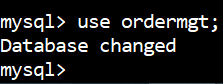 mysql> use ordermgt;
Database changed
mysql>